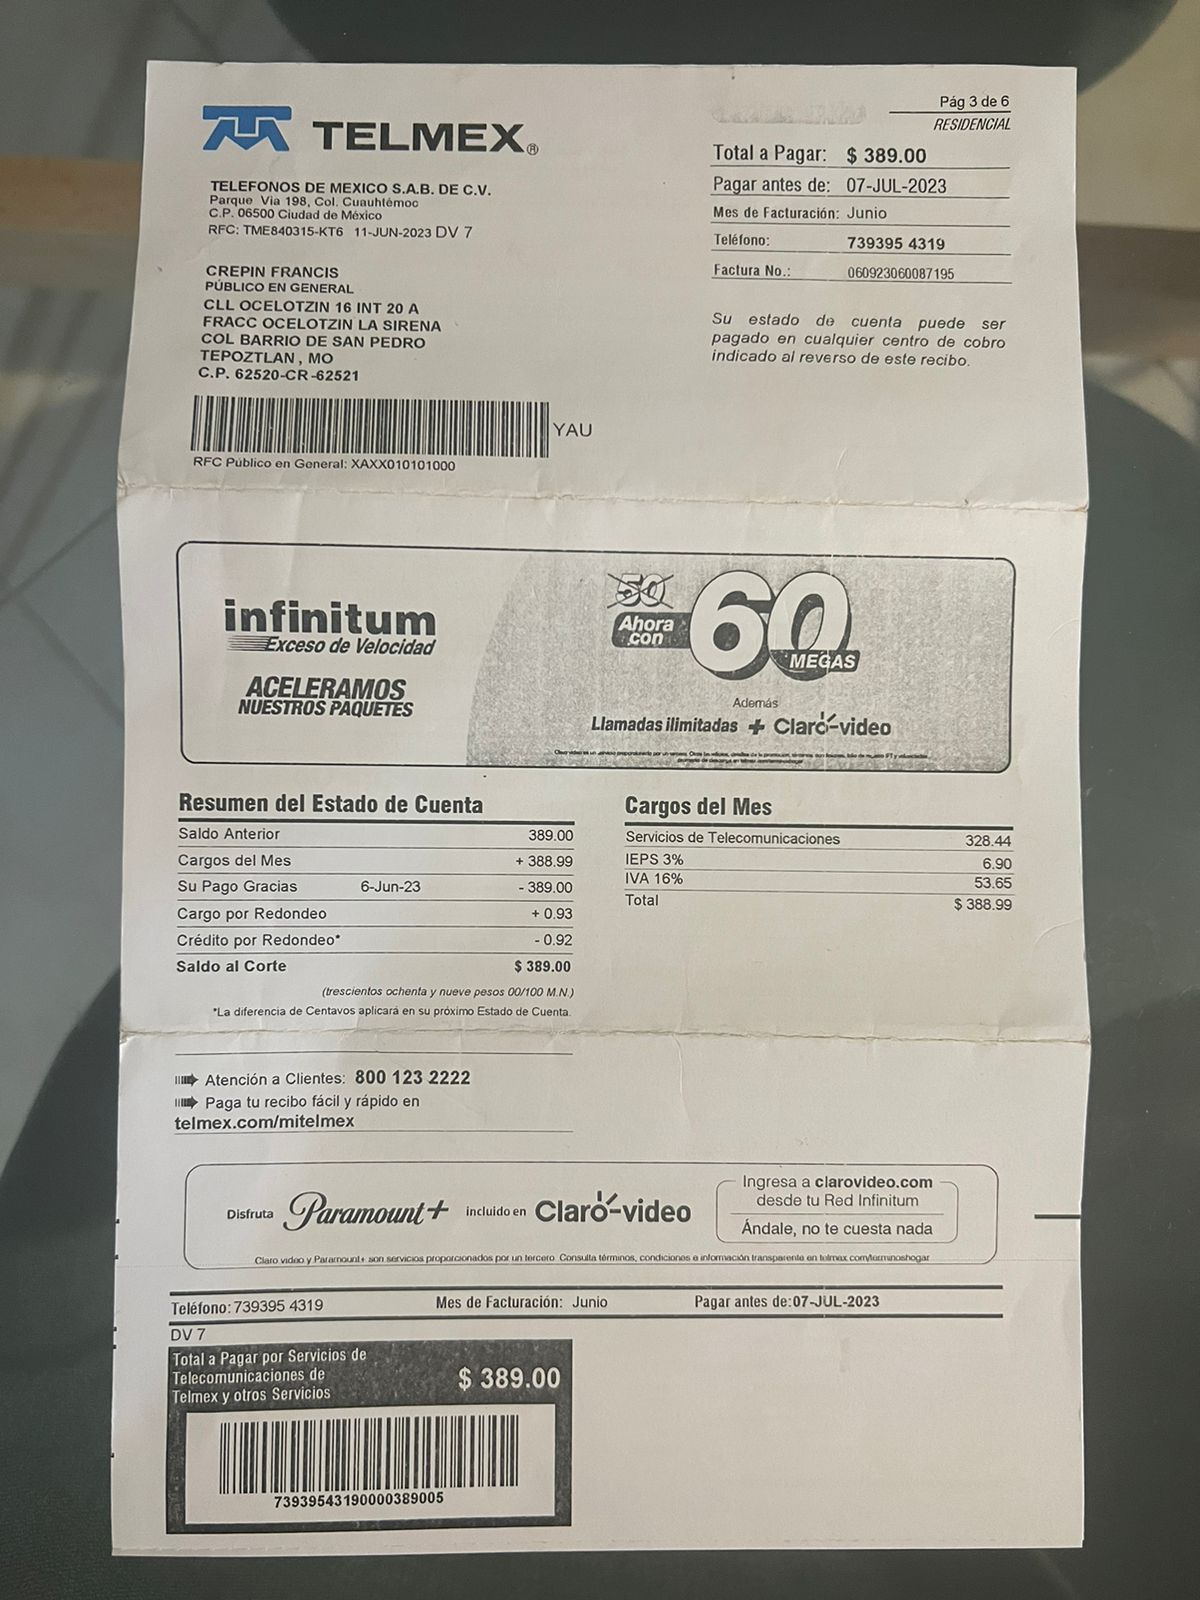 TELMEX®
TELEFONOS DE MEXICO S.A.B. DE C.V.
Parque Via 198, Col. Cuauhtémoc
C.P. 06500 Ciudad de México
RFC: TME840315-KT6 11-JUN-2023 DV 7
Pág 3 de 6
RESIDENCIAL
Total a Pagar: $ 389.00
Pagar antes de: 07-JUL-2023
Mes de Facturación: Junio
Teléfono: 739395 4319
Factura No.: 060923060087195
CREPIN FRANCIS
PÚBLICO EN GENERAL
CLL OCELOTZIN 16 INT 20 A
FRACC OCELOTZIN LA SIRENA
COL BARRIO DE SAN PEDRO
TEPOZTLAN , MO
C.P. 62520-CR -62521
Su estado de cuenta puede ser
pagado en cualquier centro de cobro
indicado al reverso de este recibo.
YAU
RFC Público en General: XAXX010101000
infinitum
Exceso de Velocidad
ACELERAMOS
NUESTROS PAQUETES
50
Ahora con
60
MEGAS
Además
Llamadas ilimitadas + Claro-video
Resumen del Estado de Cuenta
Saldo Anterior 389.00
Cargos del Mes + 388.99
Su Pago Gracias 6-Jun-23 - 389.00
Cargo por Redondeo + 0.93
Crédito por Redondeo* - 0.92
Saldo al Corte $ 389.00
(trescientos ochenta y nueve pesos 00/100 M.N.)
*La diferencia de Centavos aplicará en su próximo Estado de Cuenta.
Cargos del Mes
Servicios de Telecomunicaciones 328.44
IEPS 3% 6.90
IVA 16% 53.65
Total $ 388.99
Atención a Clientes: 800 123 2222
Paga tu recibo fácil y rápido en
telmex.com/mitelmex
Disfruta Paramount+ incluido en Claro-video
Ingresa a clarovideo.com
desde tu Red Infinitum
Ándale, no te cuesta nada
Claro video y Paramount+ son servicios proporcionados por un tercero. Consulta términos, condiciones e información transparente en telmex.com/terminoshogar
Teléfono: 739395 4319 Mes de Facturación: Junio Pagar antes de:07-JUL-2023
DV 7
Total a Pagar por Servicios de
Telecomunicaciones de
Telmex y otros Servicios
$ 389.00
73939543190000389005